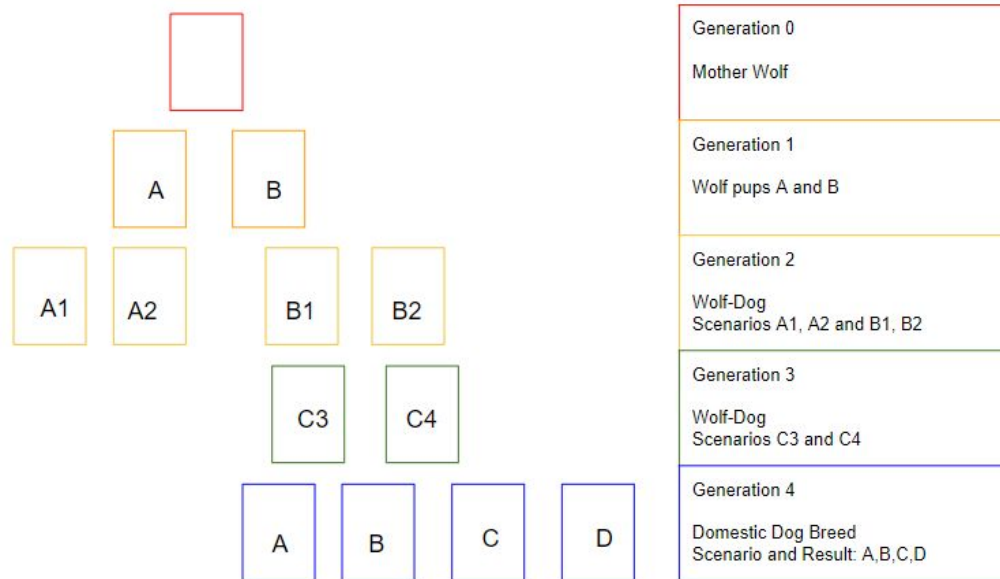 Generation 0
Mother Wolf
A
B
Generation 1
Wolf pups A and B
A1
A2
B1
B2
Generation 2
Wolf-Dog
Scenarios A1, A2 and B1, B2
C3
C4
Generation 3
Wolf-Dog
Scenarios C3 and C4
A
B
C
D
Generation 4
Domestic Dog Breed
Scenario and Result: A,B,C,D